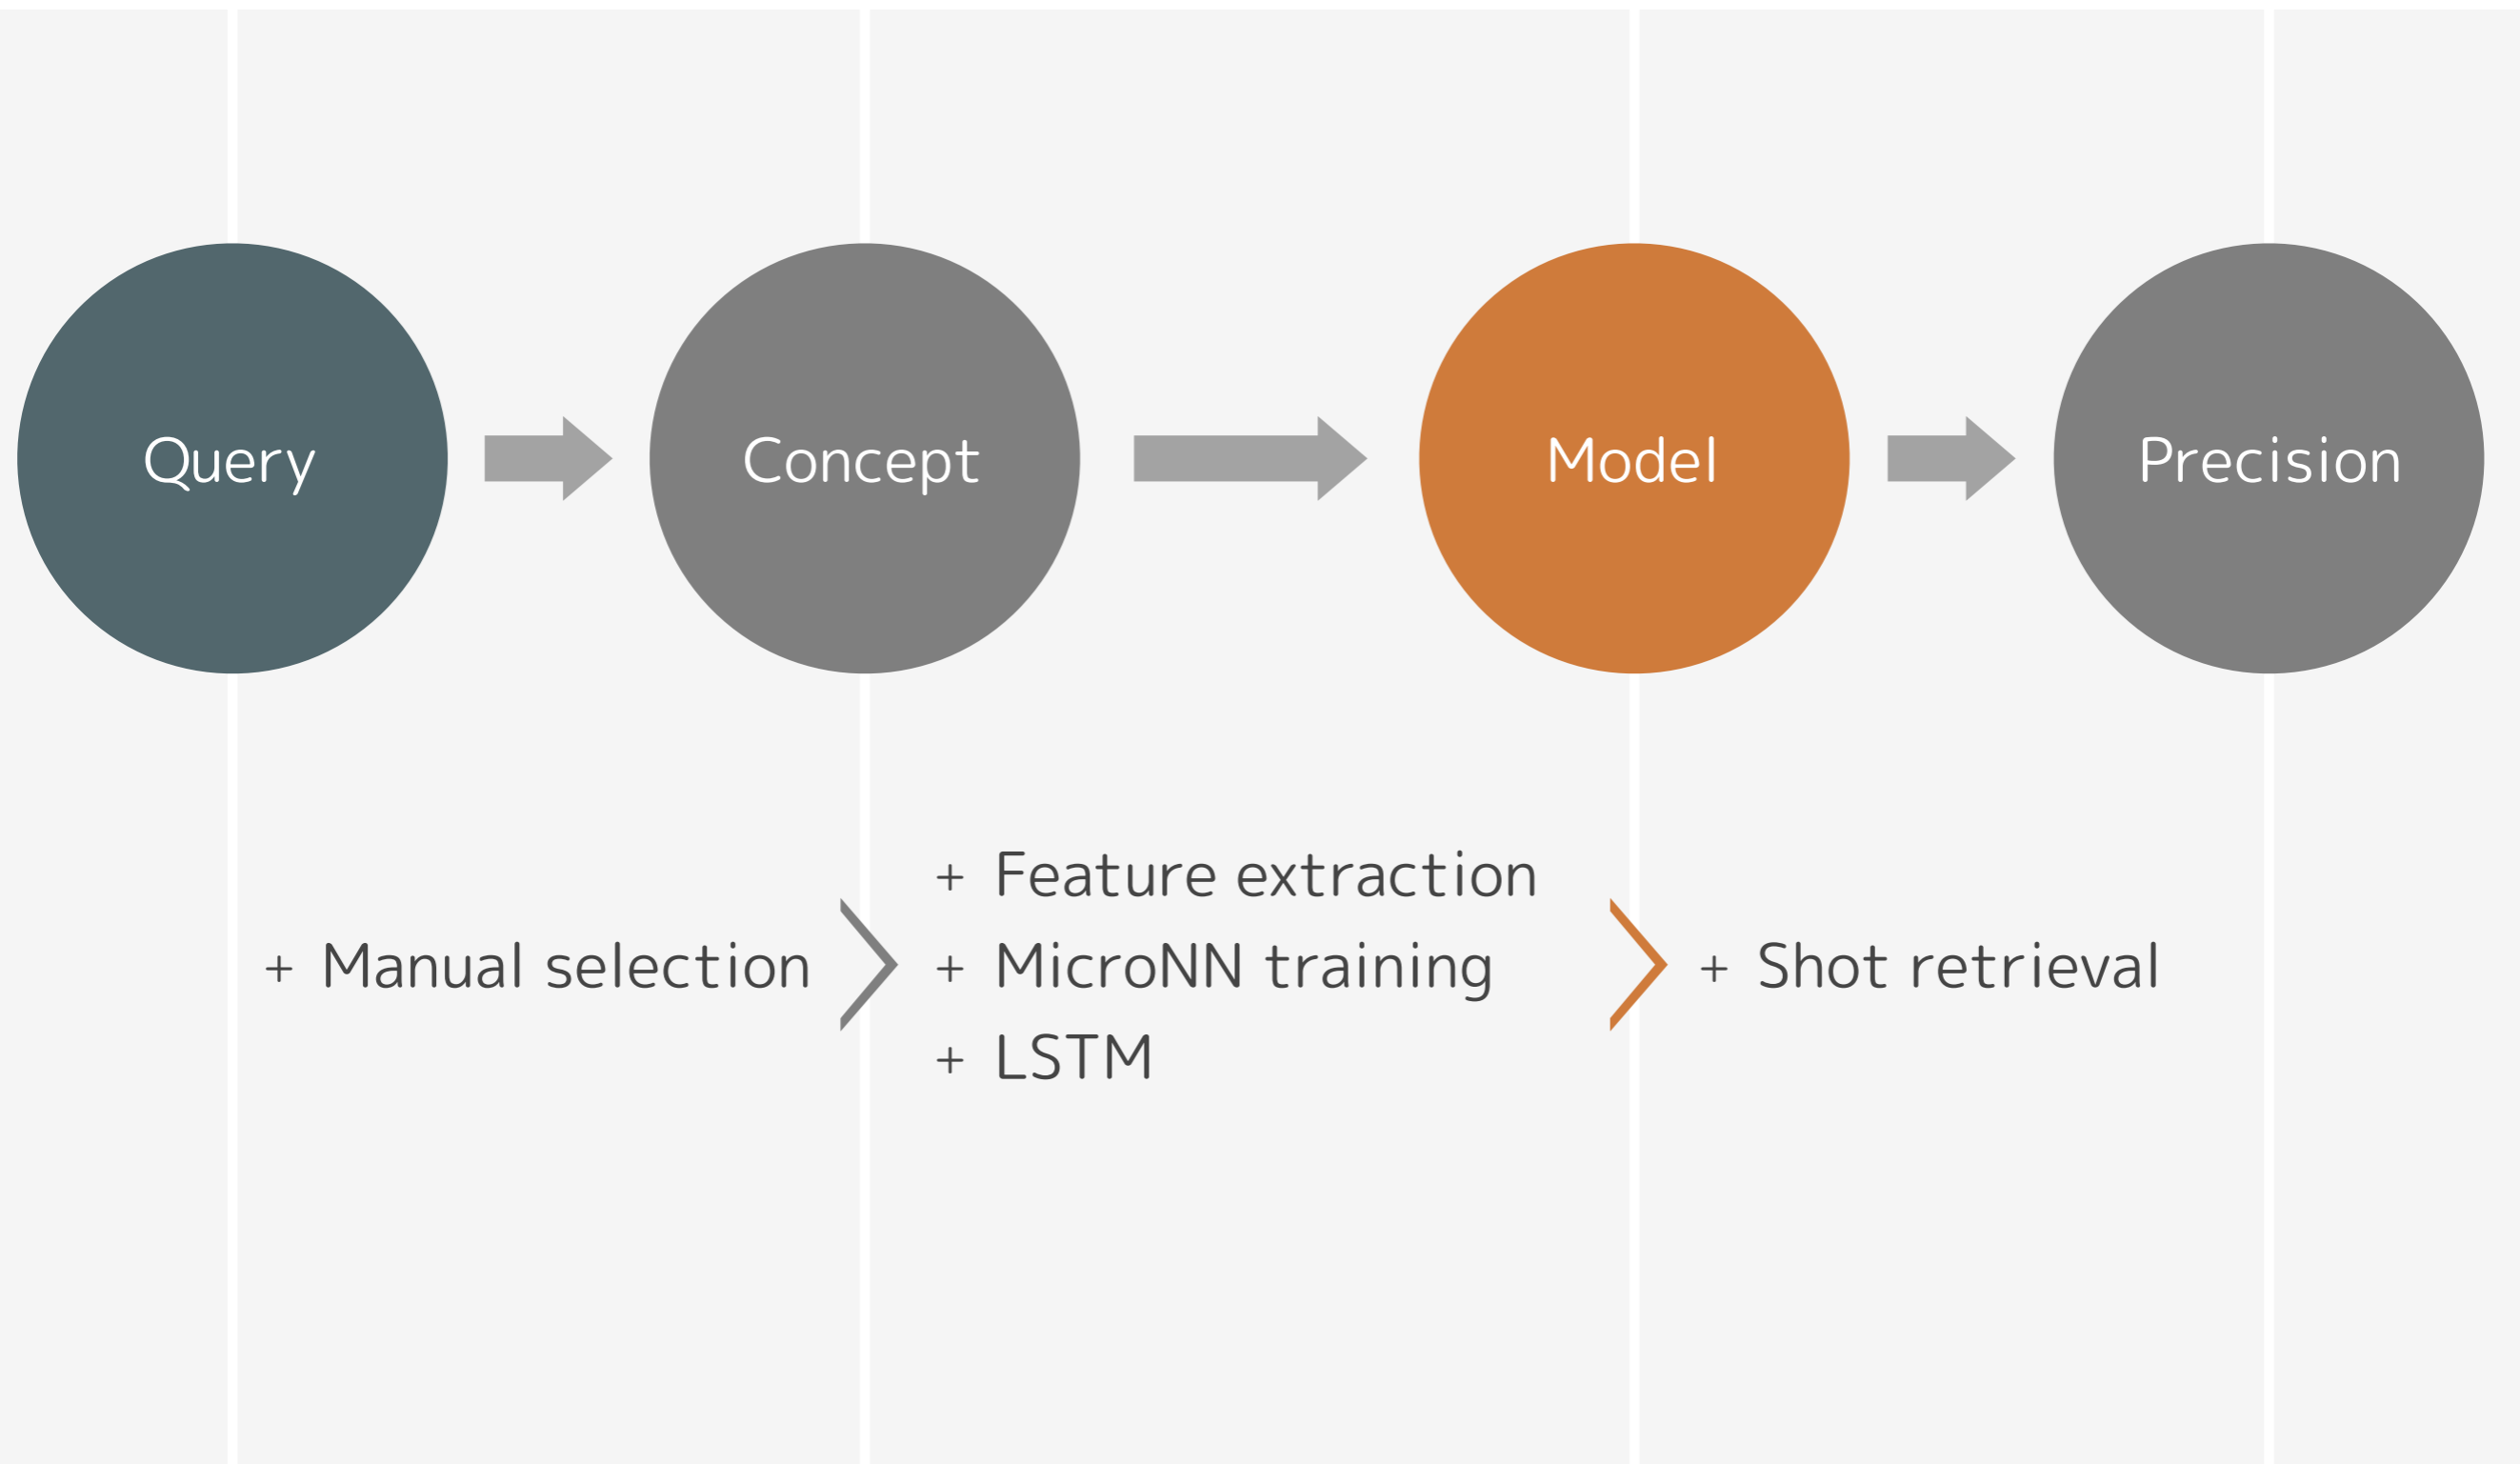 Query
Concept
Model
Precision
+ Manual selection
+ Feature extraction
+ MicroNN training
+ LSTM
+ Shot retrieval